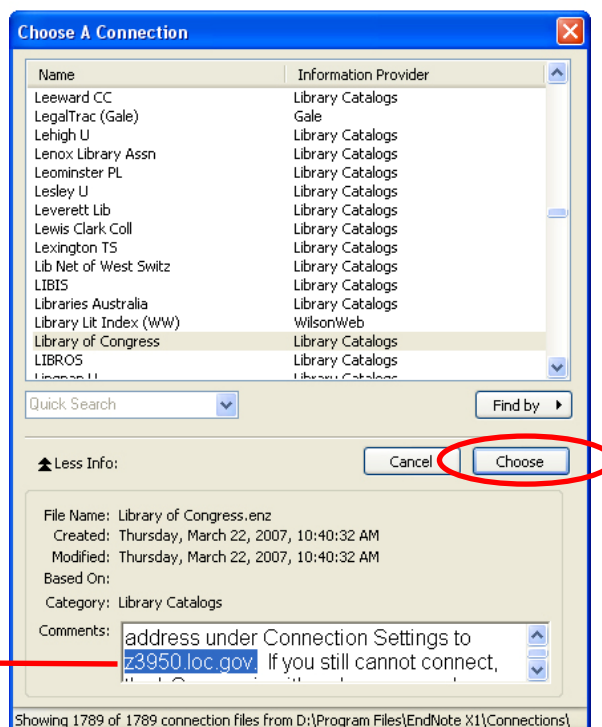 Choose A Connection
Name Information Provider
Leeward CC Library Catalogs
LegalTrac (Gale) Gale
Lehigh U Library Catalogs
Lenox Library Assn Library Catalogs
Leominster PL Library Catalogs
Lesley U Library Catalogs
Leverett Lib Library Catalogs
Lewis Clark Coll Library Catalogs
Lexington TS Library Catalogs
Lib Net of West Switz Library Catalogs
LIBIS Library Catalogs
Libraries Australia Library Catalogs
Library Lit Index (WW) WilsonWeb
Library of Congress Library Catalogs
LIBROS Library Catalogs
Lingnan U Library Catalogs
Quick Search Find by
Less Info: Cancel Choose
File Name: Library of Congress.enz
Created: Thursday, March 22, 2007, 10:40:32 AM
Modified: Thursday, March 22, 2007, 10:40:32 AM
Based On:
Category: Library Catalogs
Comments: address under Connection Settings to
z3950.loc.gov. If you still cannot connect,
Showing 1789 of 1789 connection files from D:\Program Files\EndNote X1\Connections\